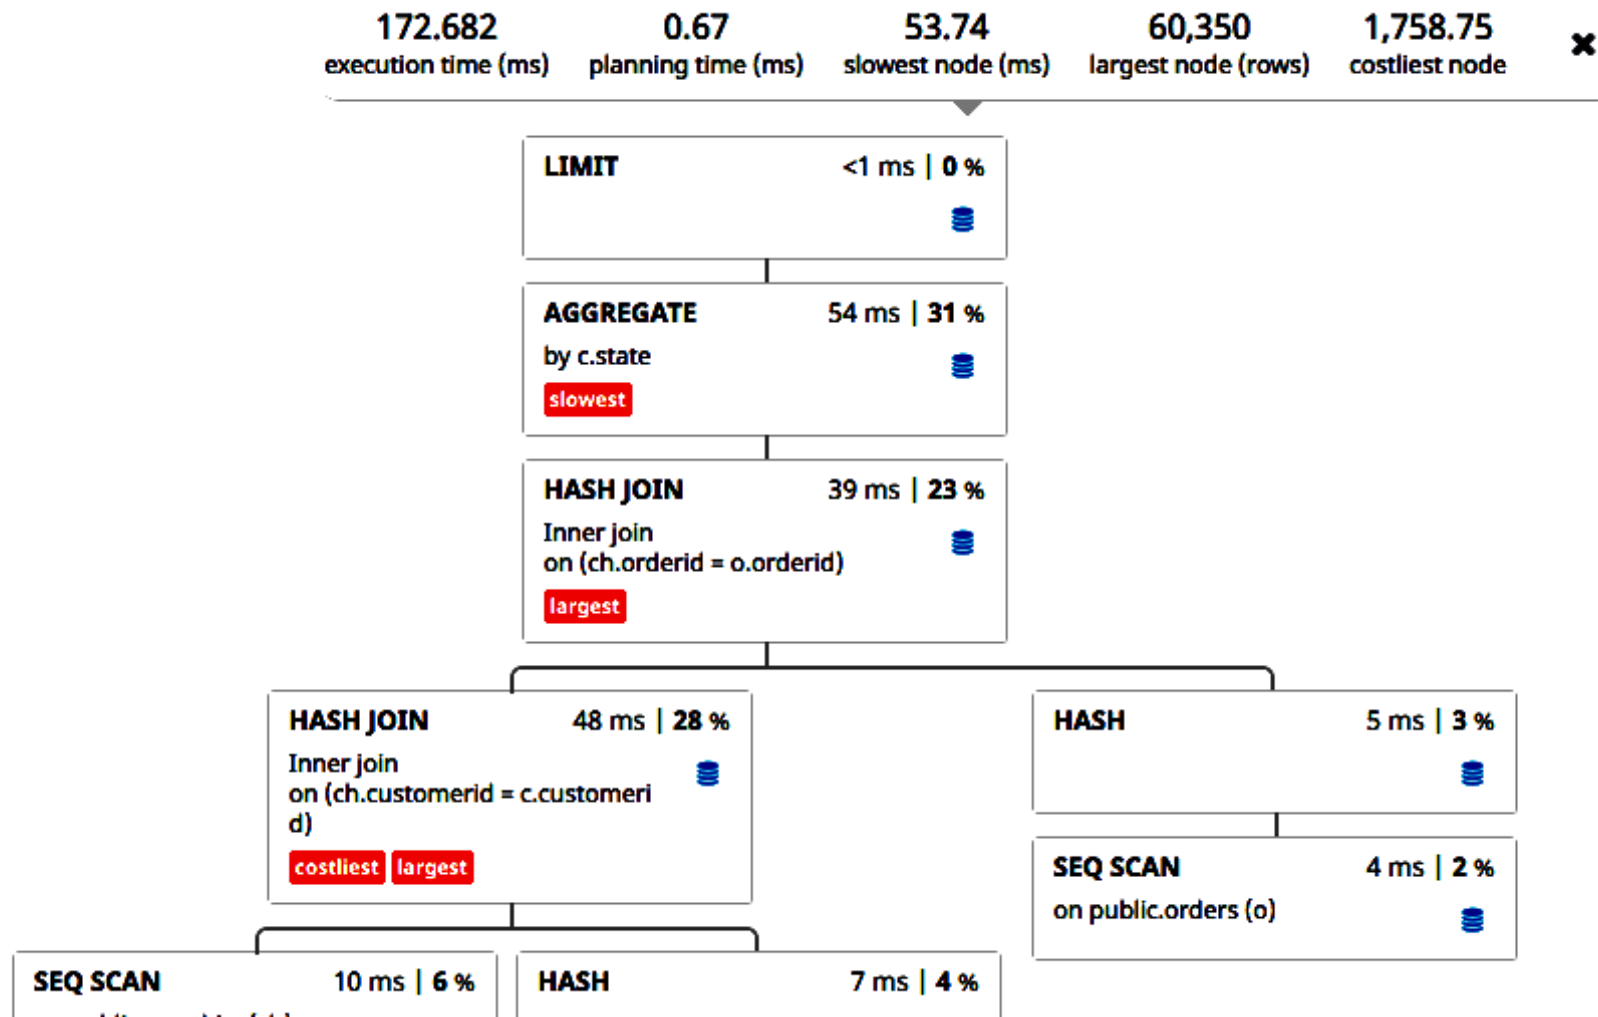 172.682 0.67 53.74 60,350 1,758.75
execution time (ms) planning time (ms) slowest node (ms) largest node (rows) costliest node
LIMIT <1 ms | 0 %
AGGREGATE 54 ms | 31 %
by c.state
slowest
HASH JOIN 39 ms | 23 %
Inner join
on (ch.orderid = o.orderid)
largest
HASH JOIN 48 ms | 28 %
Inner join
on (ch.customerid = c.customeri
d)
costliest largest
HASH 5 ms | 3 %
SEQ SCAN 4 ms | 2 %
on public.orders (o)
SEQ SCAN 10 ms | 6 %
HASH 7 ms | 4 %